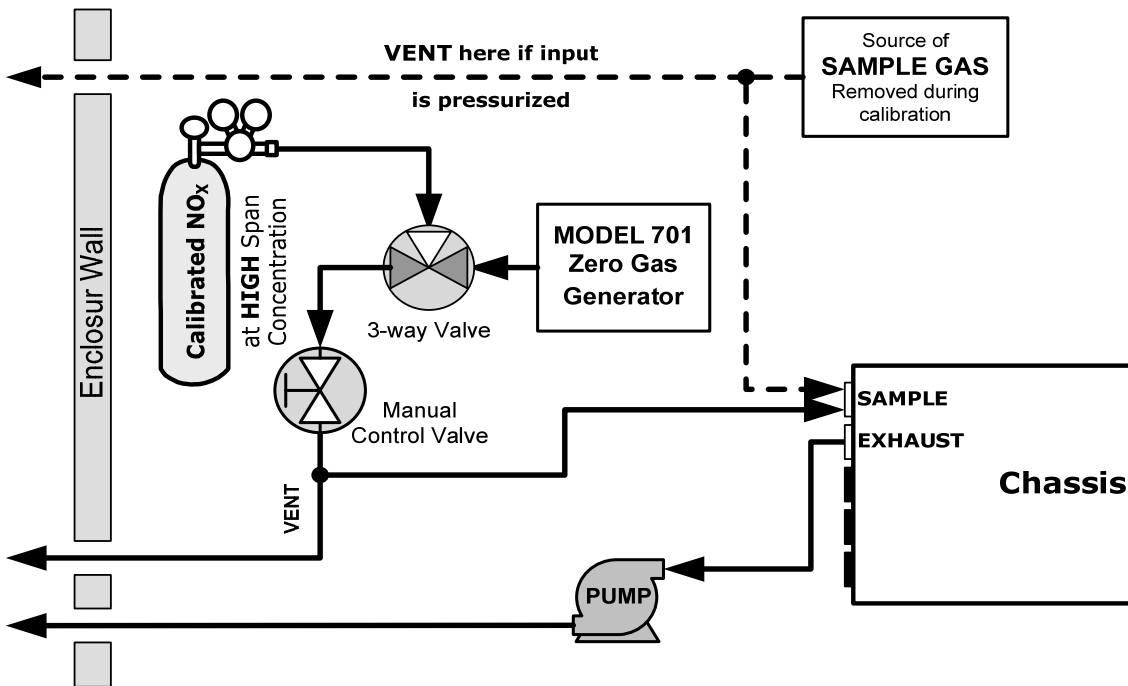 VENT here if input
is pressurized
Source of
SAMPLE GAS
Removed during
calibration
Enclosur Wall
Calibrated NOX
at HIGH Span
Concentration
MODEL 701
Zero Gas
Generator
3-way Valve
Manual
Control Valve
VENT
SAMPLE
EXHAUST
Chassis
PUMP